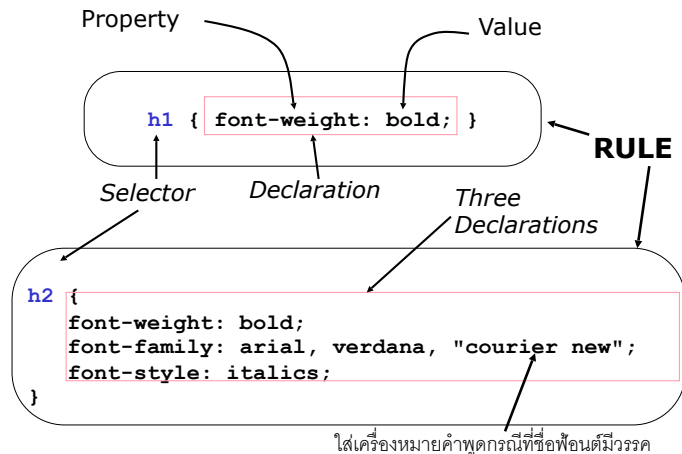 Property
Value
h1 { font-weight: bold; }
RULE
Selector
Declaration
Three
Declarations
h2 {
font-weight: bold;
font-family: arial, verdana, "courier new";
font-style: italics;
}
ใส่เครื่องหมายคำพูดกรณีที่ชื่อฟ้อนต์มีวรรค